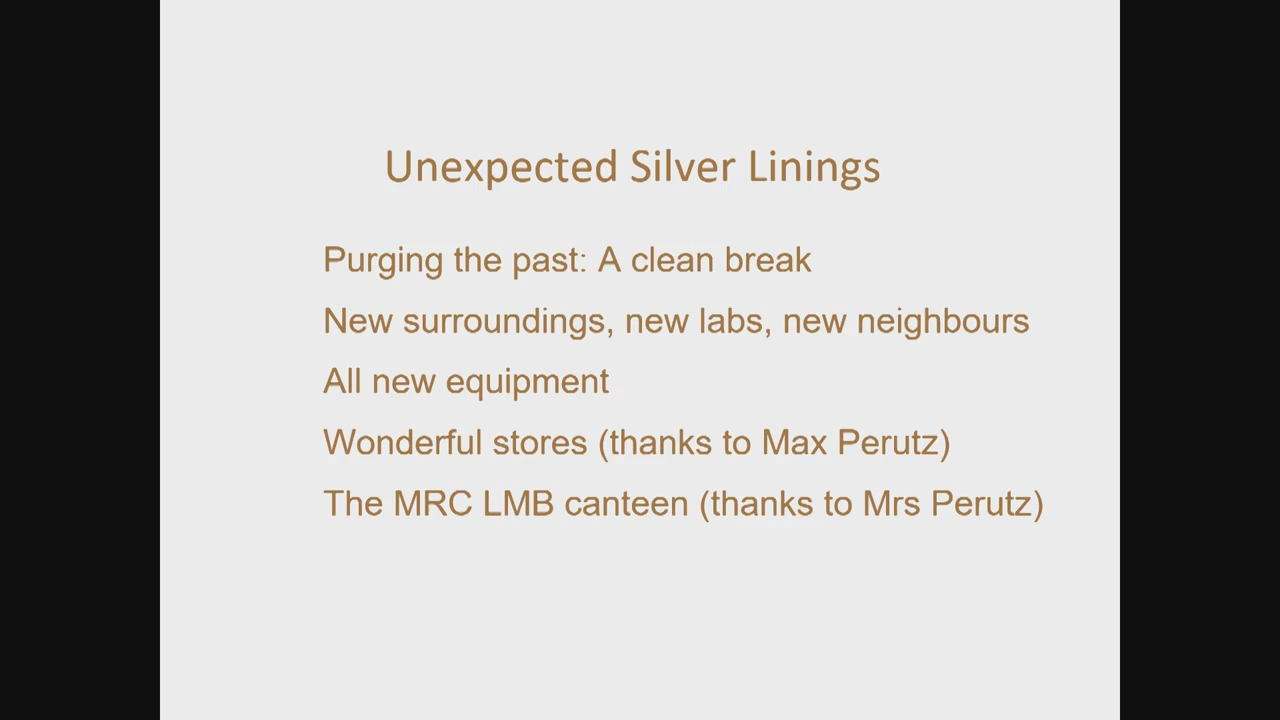 Unexpected Silver Linings
Purging the past: A clean break
New surroundings, new labs, new neighbours
All new equipment
Wonderful stores (thanks to Max Perutz)
The MRC LMB canteen (thanks to Mrs Perutz)